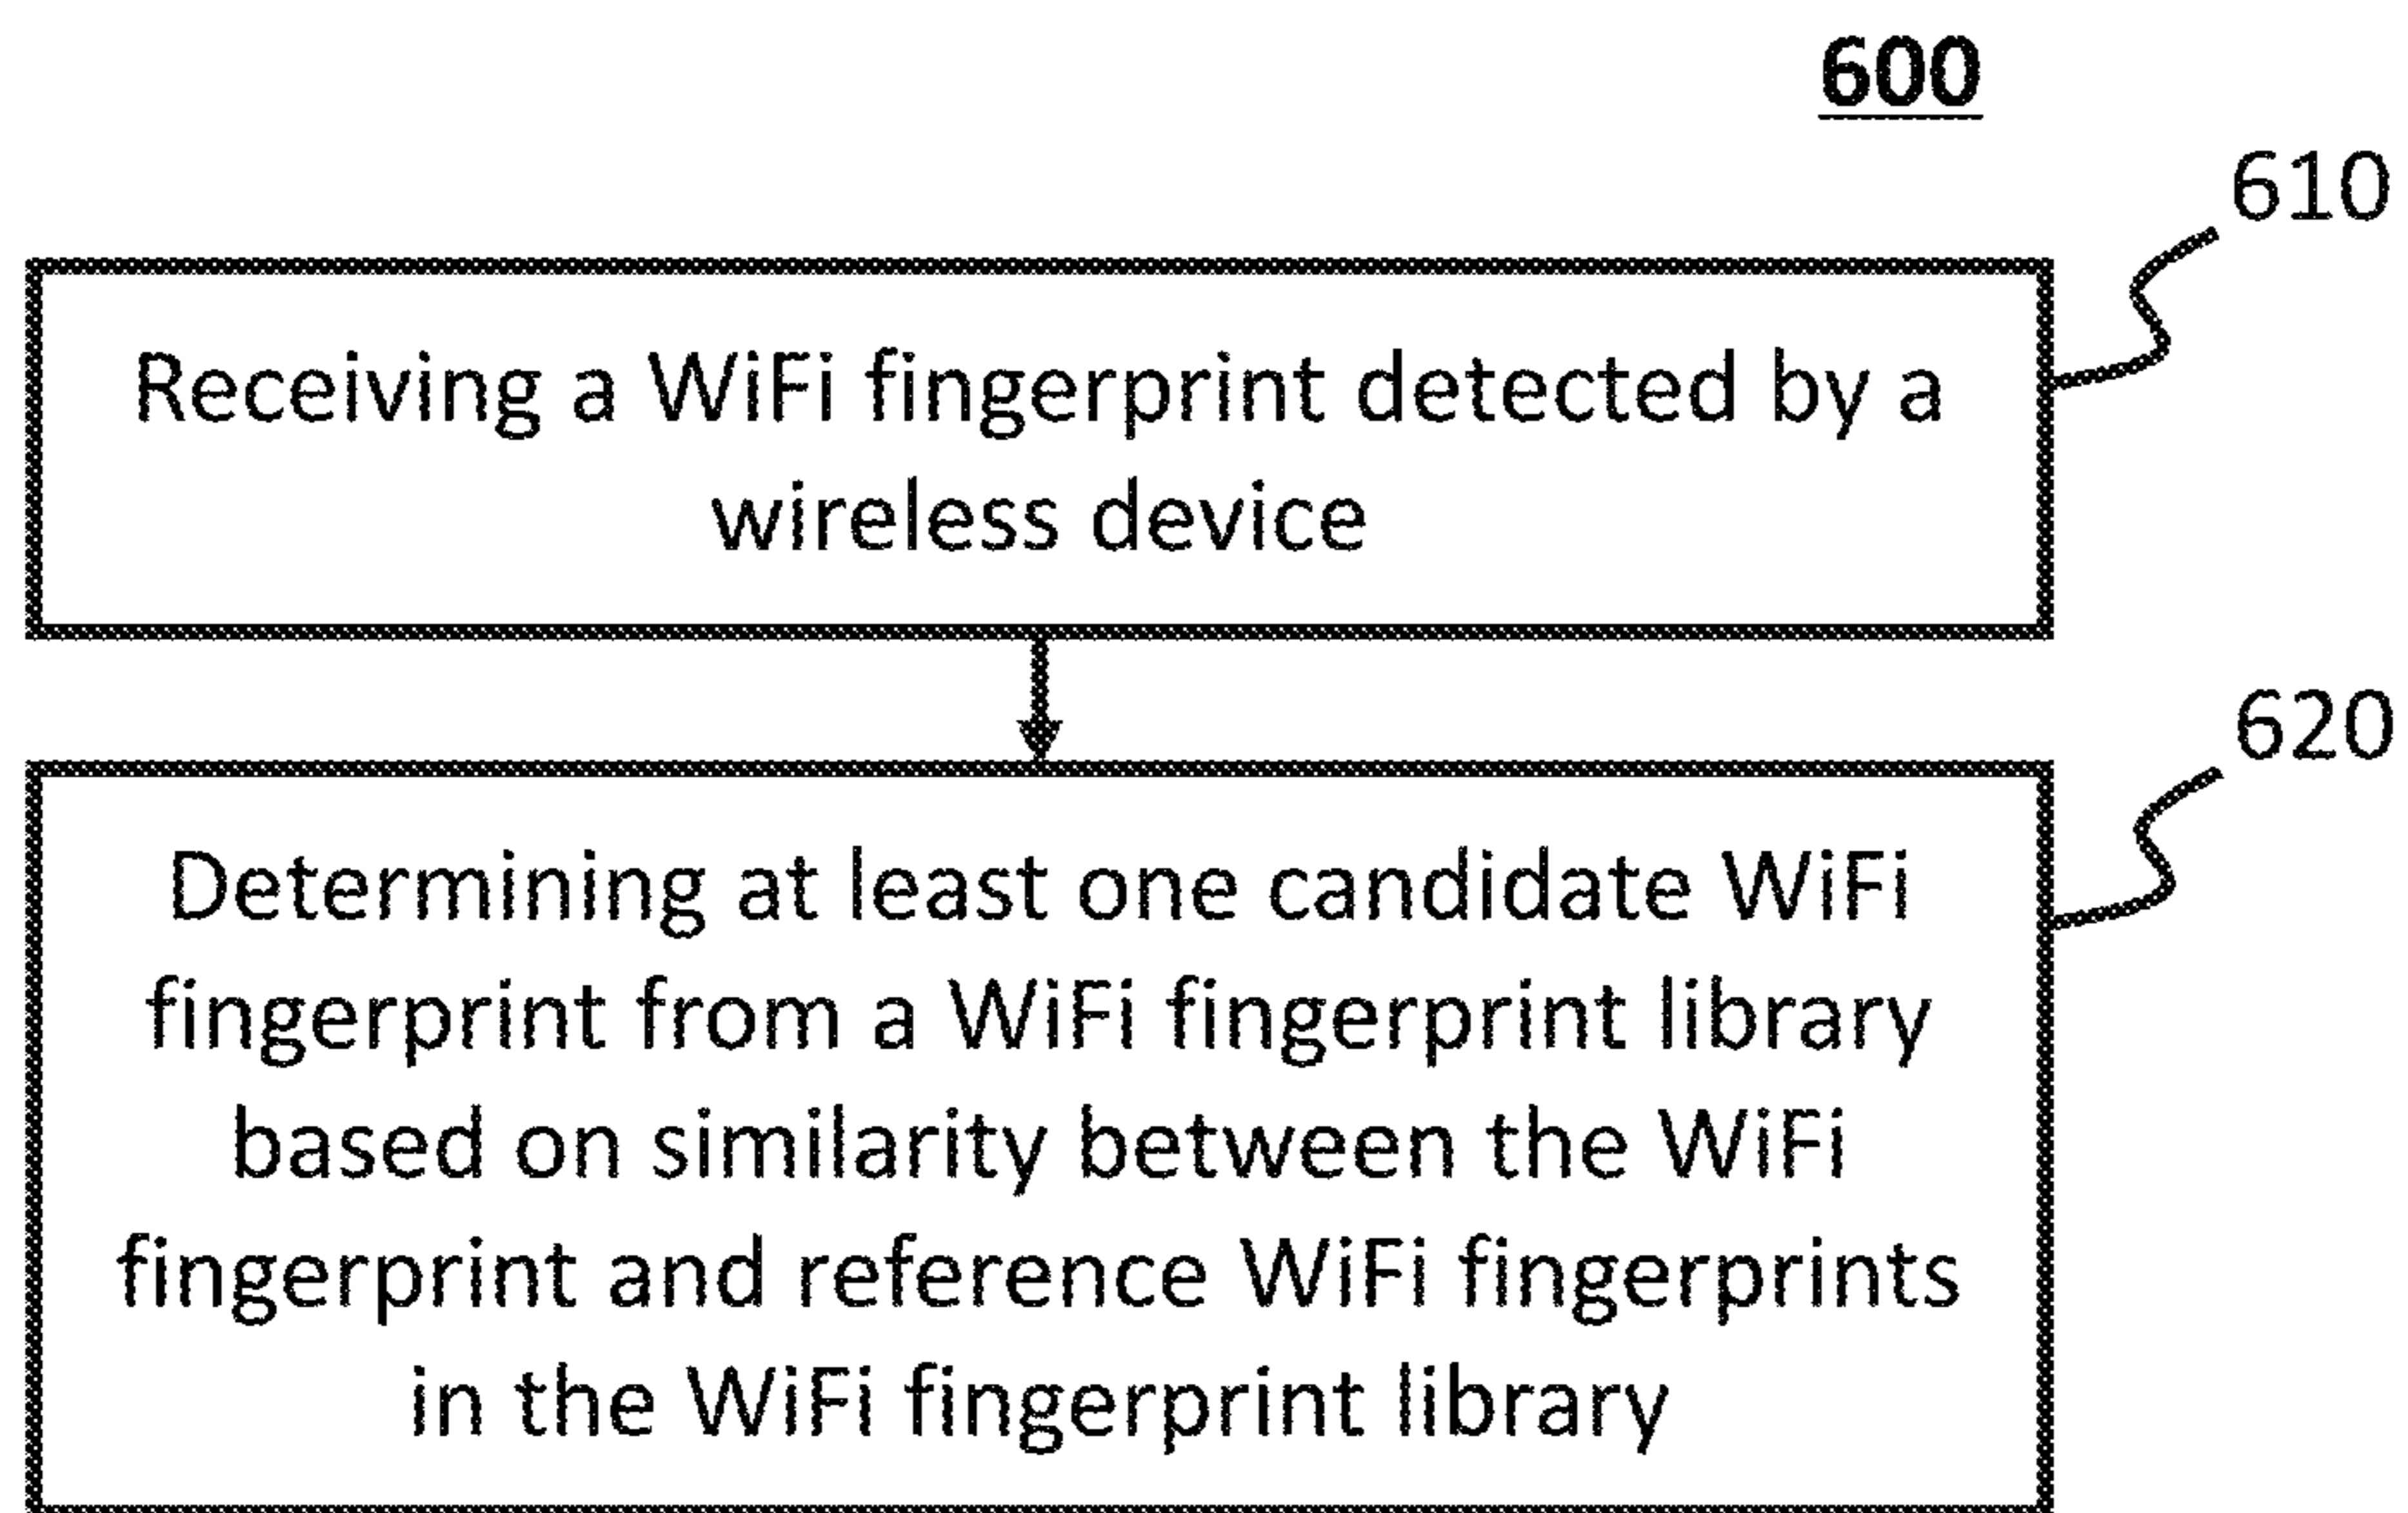 600
610
Receiving a WiFi fingerprint detected by a
wireless device
620
Determining at least one candidate WiFi
fingerprint from a WiFi fingerprint library
based on similarity between the WiFi
fingerprint and reference WiFi fingerprints
in the WiFi fingerprint library